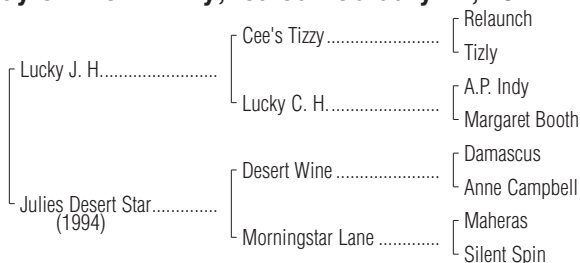 Relaunch
Cee's Tizzy
Tizly
Lucky J. H.
A.P. Indy
Lucky C. H.
Margaret Booth
Damascus
Desert Wine
Anne Campbell
Julies Desert Star
(1994)
Maheras
Morningstar Lane
Silent Spin